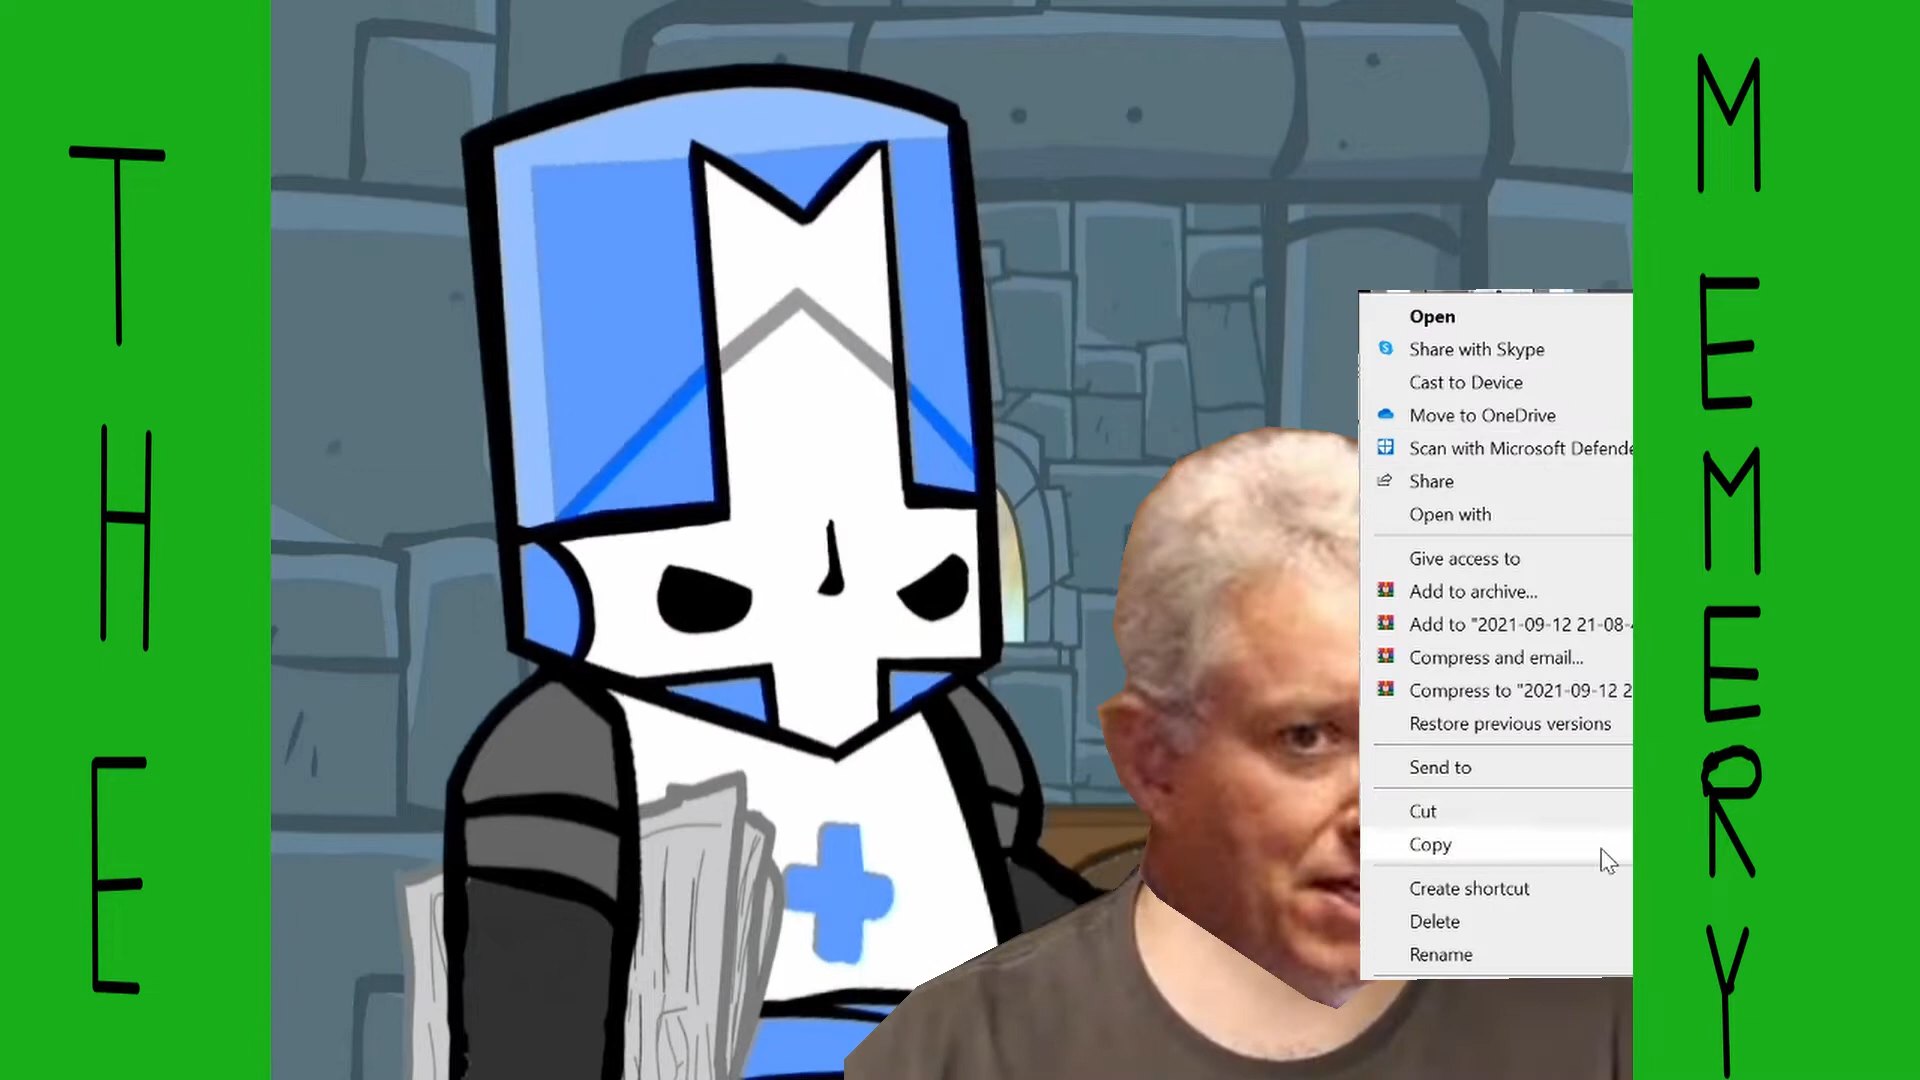 THE
Open
Share with Skype
Cast to Device
Move to OneDrive
Scan with Microsoft Defende
Share
Open with
Give access to
Add to archive...
Add to "2021-09-12 21-08-4
Compress and email...
Compress to "2021-09-12 2
Restore previous versions
Send to
Cut
Copy
Create shortcut
Delete
Rename
MEMERY